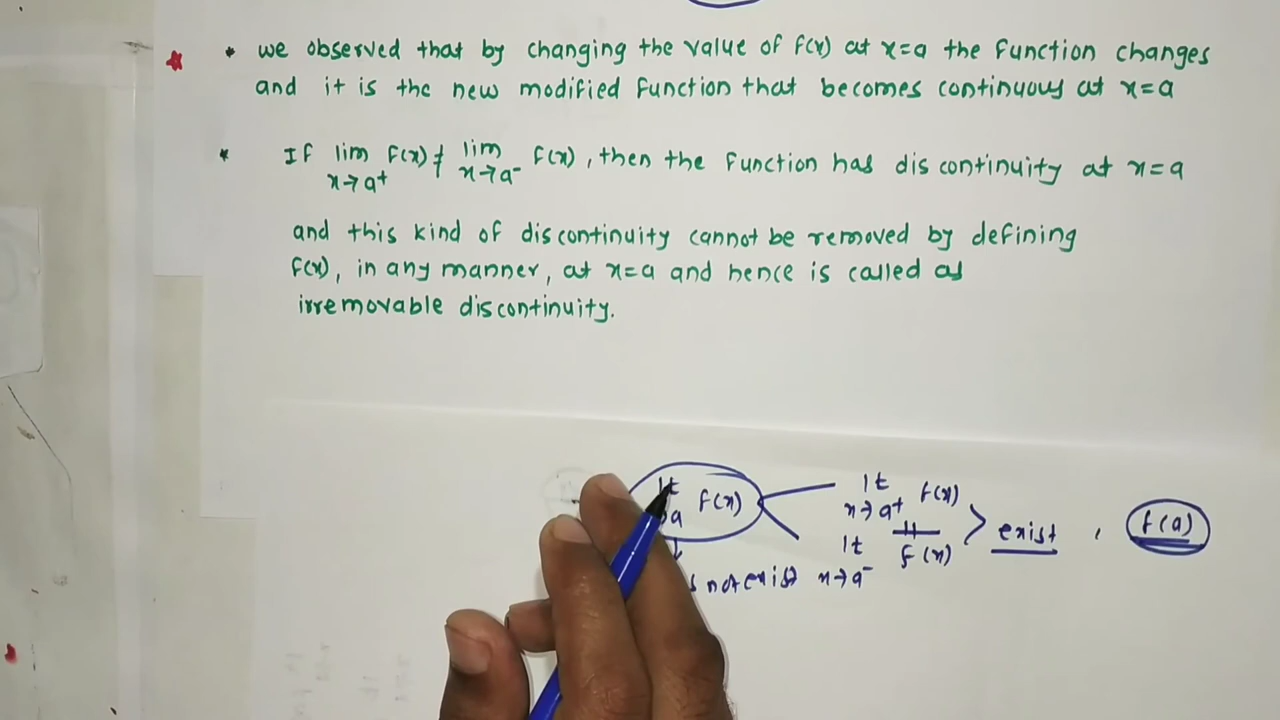 * we observed that by changing the value of f(x) at x=a the function changes
and it is the new modified function that becomes continuous at x=a
* If lim x→a⁺ f(x) ≠ lim x→a⁻ f(x), then the function has dis continuity at x=a
and this kind of discontinuity cannot be removed by defining
f(x), in any manner, at x=a and hence is called as
irremovable discontinuity.
lt f(x) lt x→a⁺ f(x) exist , f(a)
a lt x→a⁻ f(x)
not exist